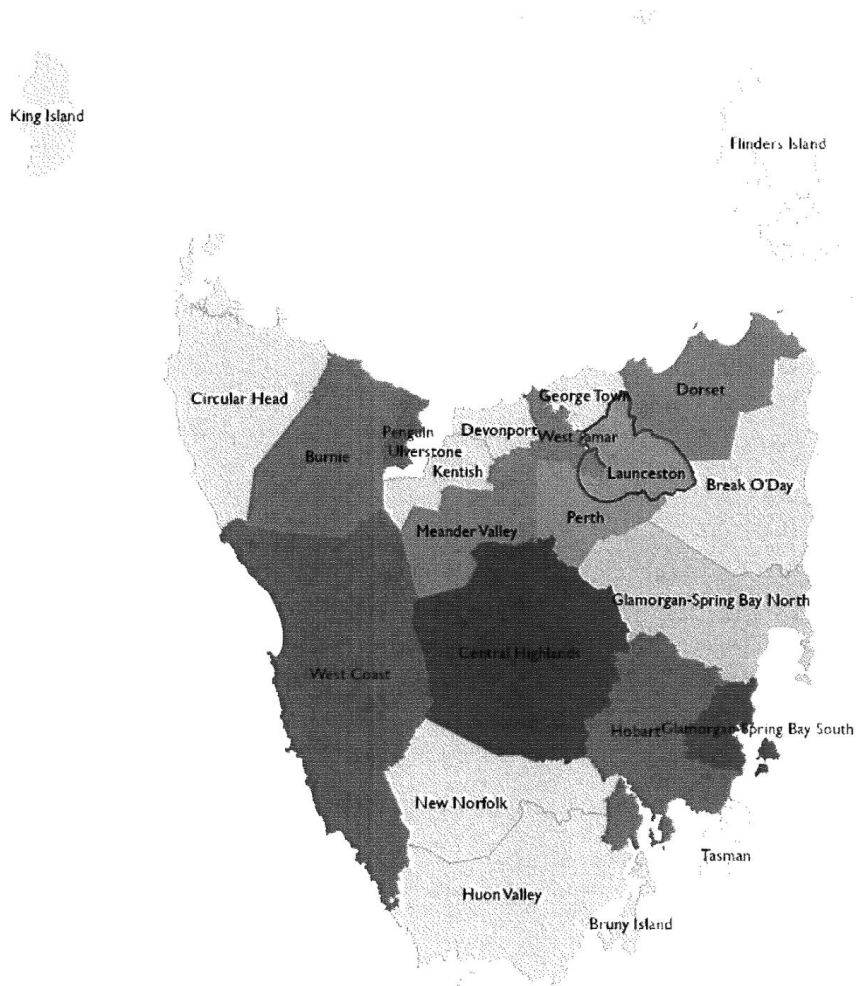 King Island
Flinders Island
Circular Head
George Town
Dorset
Devonport
West Tamar
Penguin
Ulverstone
Burnie
Kentish
Launceston
Break O'Day
Meander Valley
Perth
Glamorgan-Spring Bay North
Central Highlands
West Coast
Hobart
Glamorgan-Spring Bay South
New Norfolk
Tasman
Huon Valley
Bruny Island